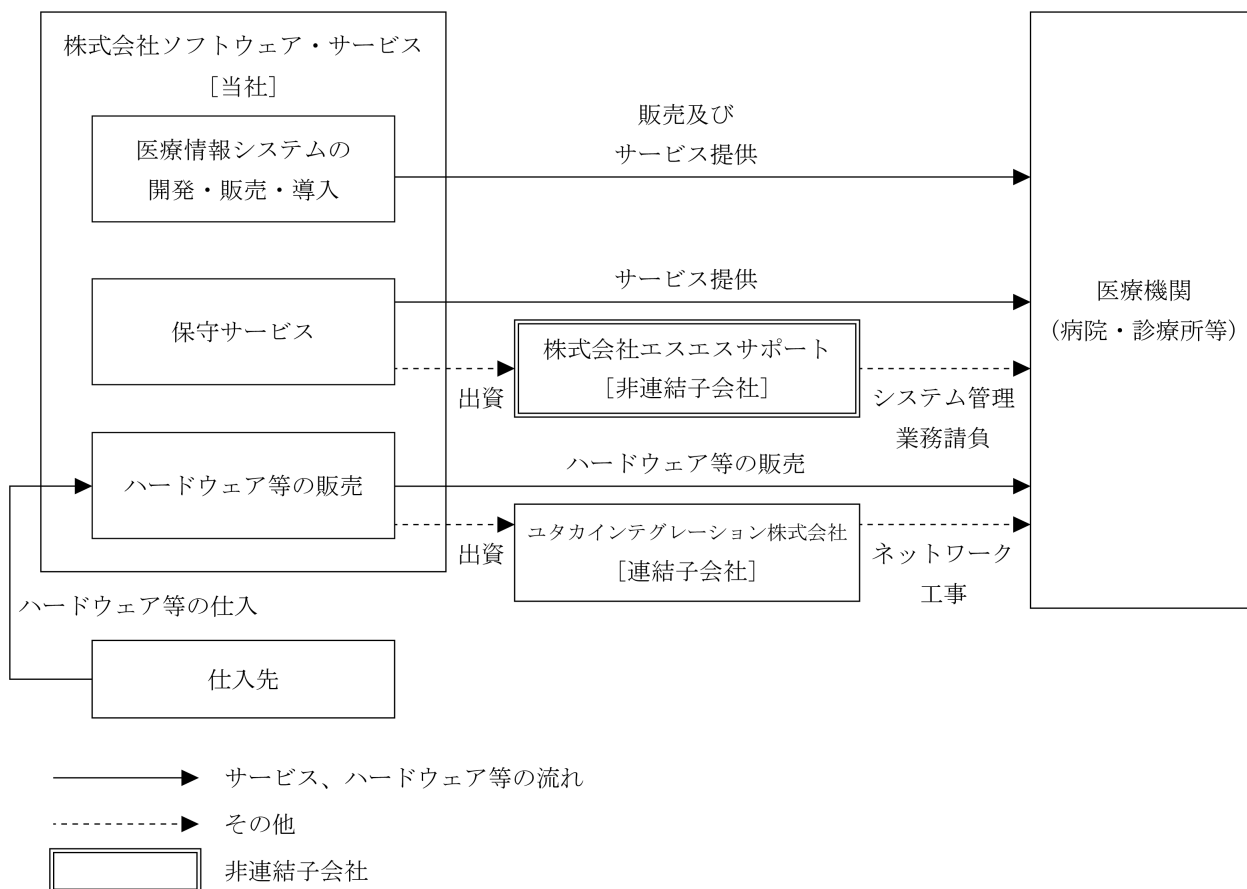 株式会社ソフトウェア・サービス
［当社］
医療情報システムの
開発・販売・導入
販売及び
サービス提供
保守サービス
サービス提供
株式会社エスエスサポート
［非連結子会社］
出資
システム管理
業務請負
医療機関
（病院・診療所等）
ハードウェア等の販売
ハードウェア等の販売
ユタカインテグレーション株式会社
［連結子会社］
出資
ネットワーク
工事
ハードウェア等の仕入
仕入先
サービス、ハードウェア等の流れ
その他
非連結子会社